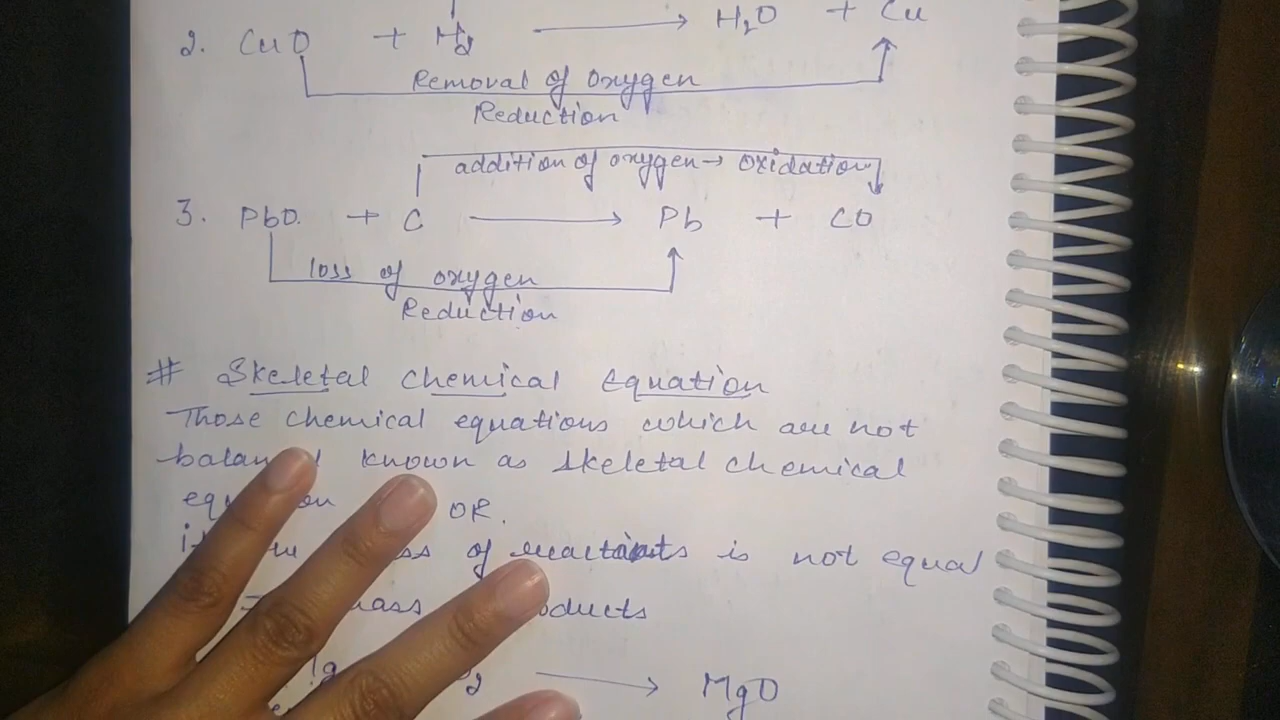 2. CuO + H2 → H2O + Cu
Removal of oxygen
Reduction
addition of oxygen → oxidation
3. PbO + C → Pb + CO
loss of oxygen
Reduction
# Skeletal chemical Equation
Those chemical equations which are not
known as skeletal chemical
OR.
of reactants is not equal
mass
→ MgO